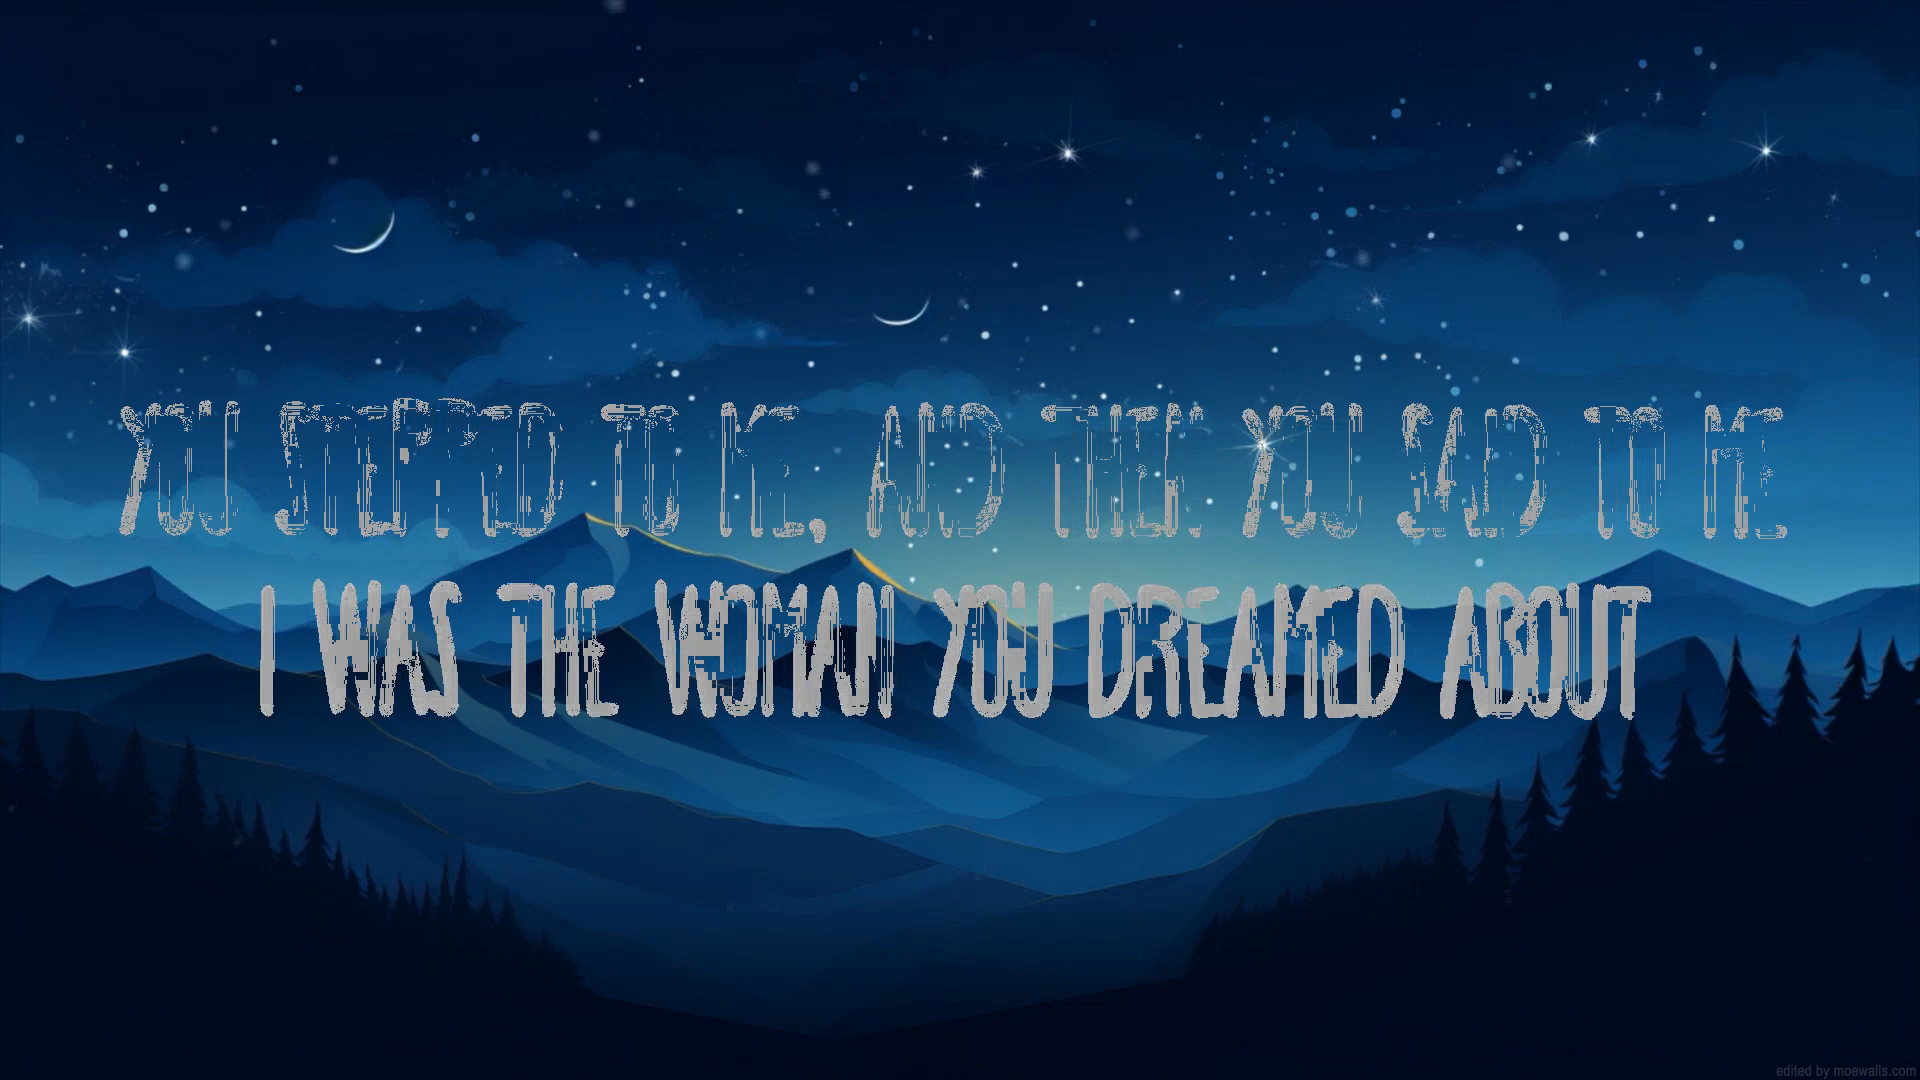 YOU STEPPED TO ME, AND THEN YOU SAID TO ME
I WAS THE WOMAN YOU DREAMED ABOUT
edited by moewalls.com